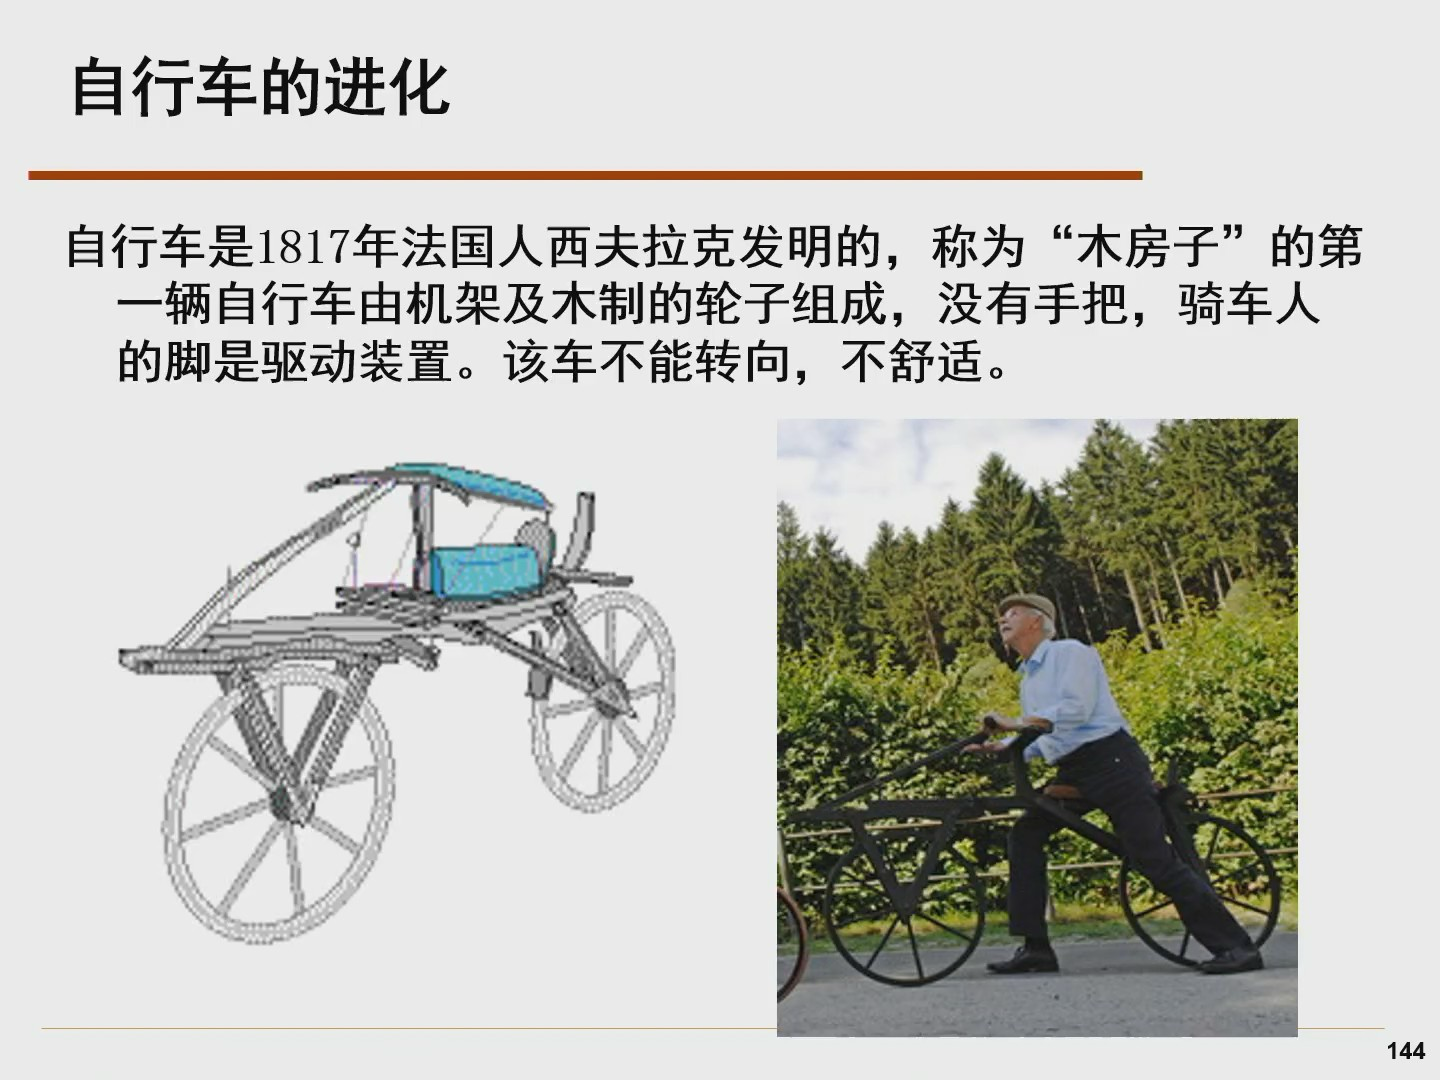 自行车的进化
自行车是1817年法国人西夫拉克发明的，称为“木房子”的第
一辆自行车由机架及木制的轮子组成，没有手把，骑车人
的脚是驱动装置。该车不能转向，不舒适。
144